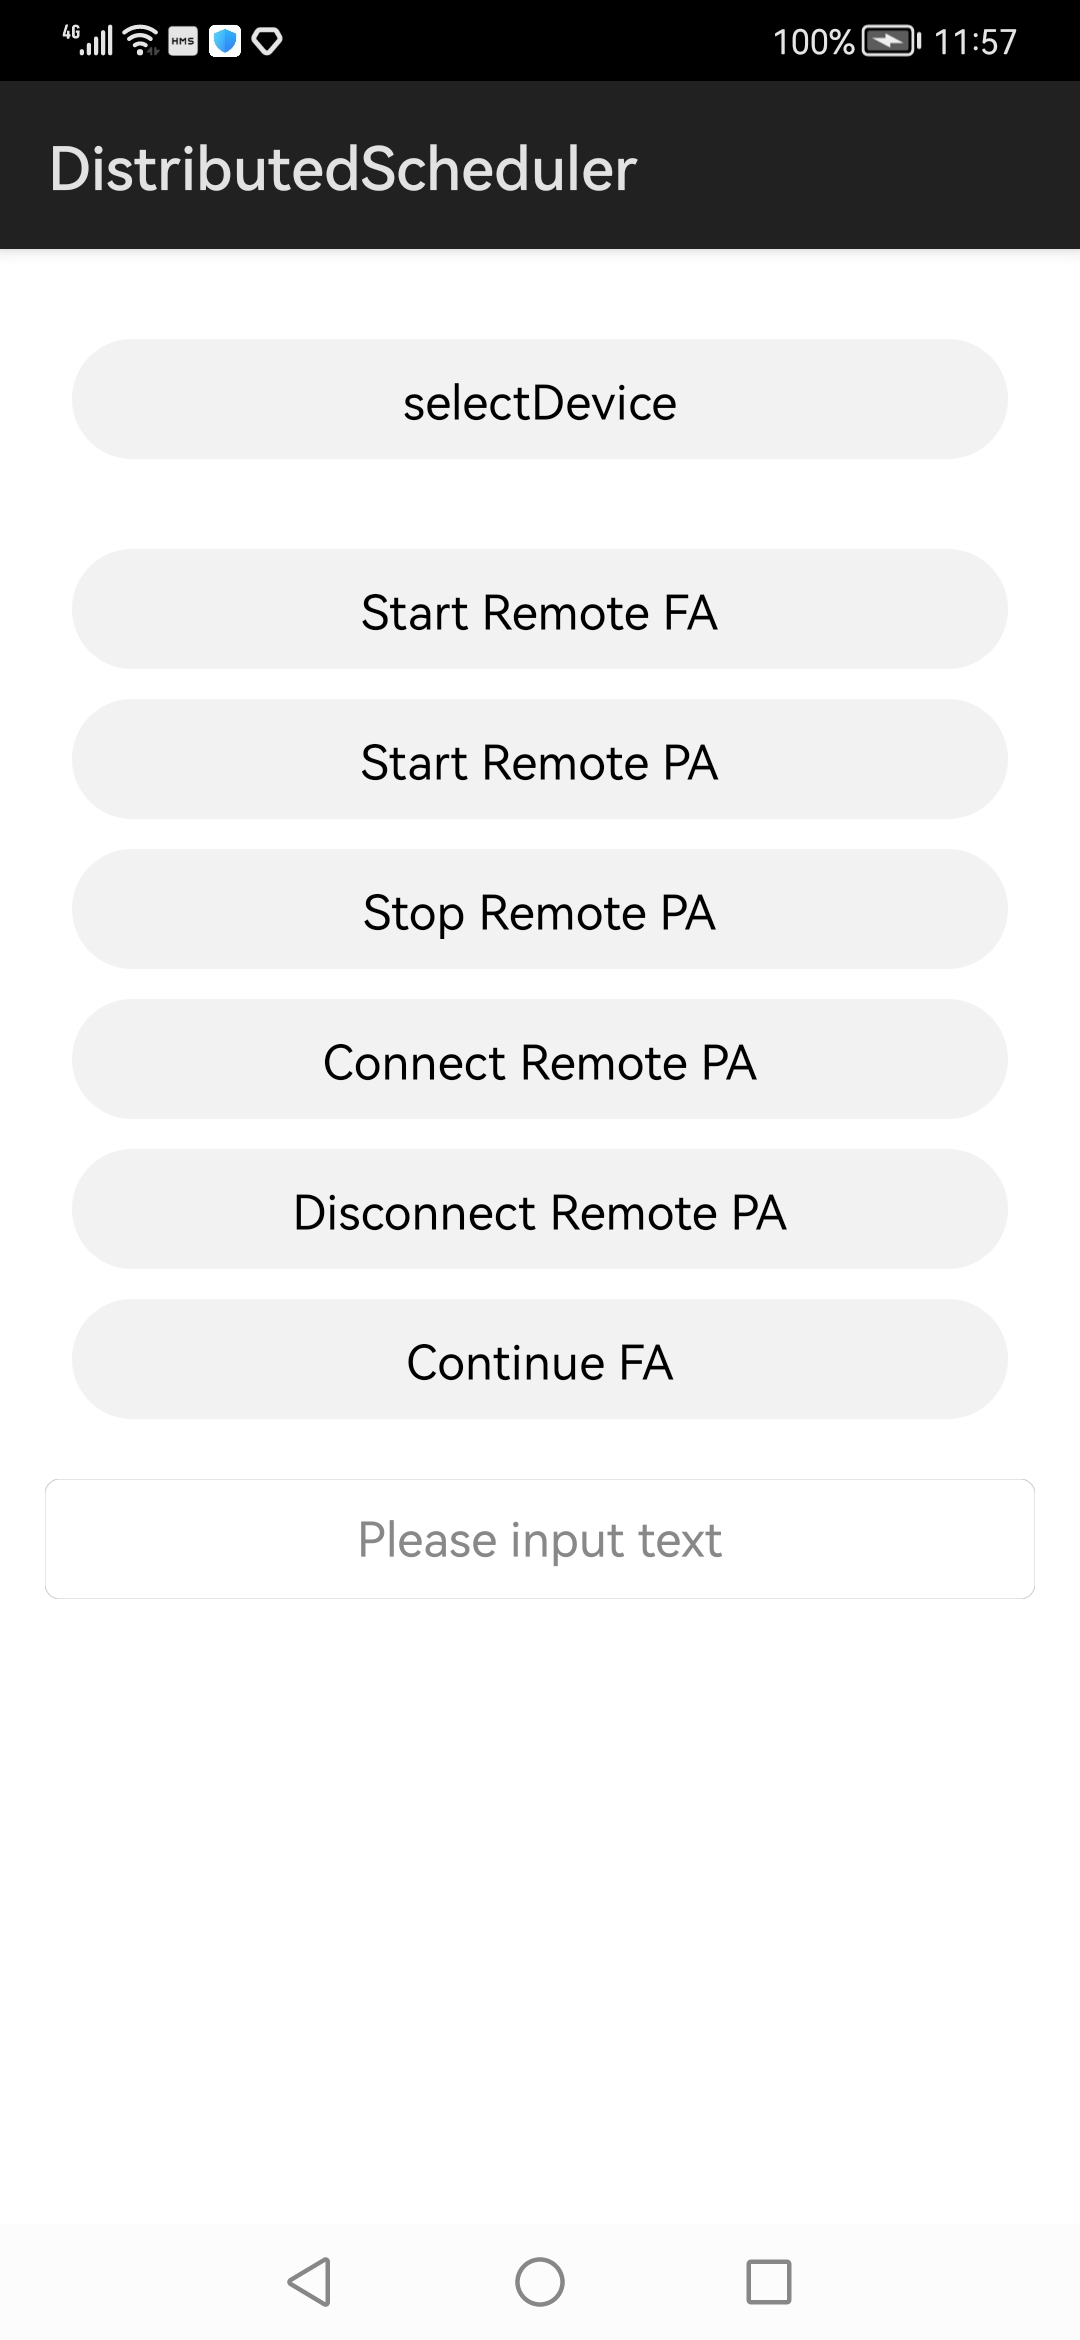 4G HMS 100% 11:57
DistributedScheduler
selectDevice
Start Remote FA
Start Remote PA
Stop Remote PA
Connect Remote PA
Disconnect Remote PA
Continue FA
Please input text